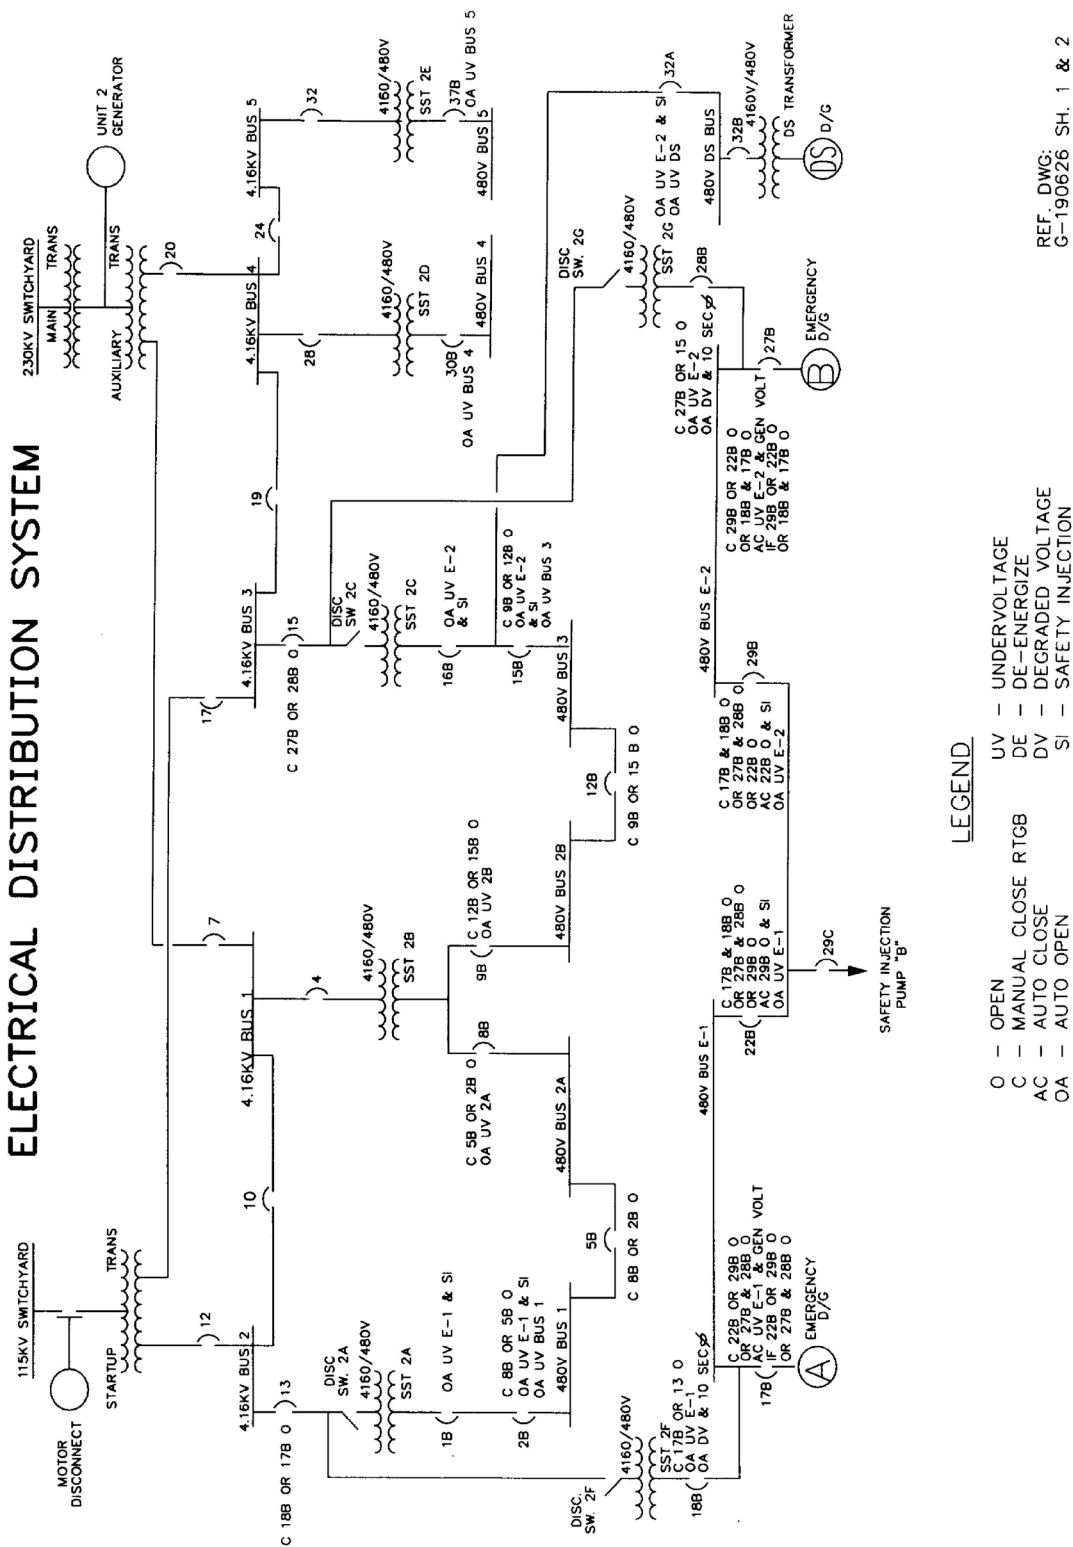 ELECTRICAL DISTRIBUTION SYSTEM
115KV SWITCHYARD
MOTOR
DISCONNECT
STARTUP
TRANS
12
17
4.16KV BUS 2
10
4.16KV BUS 1
7
230KV SWITCHYARD
MAIN
TRANS
UNIT 2
GENERATOR
AUXILIARY
TRANS
20
4.16KV BUS 3
19
4.16KV BUS 4
24
4.16KV BUS 5
13
C 18B OR 17B O
DISC
SW. 2A
4160/480V
SST 2A
1B
OA UV E-1 & SI
2B
C 8B OR 5B O
OA UV E-1 & SI
OA UV BUS 1
480V BUS 1
5B
C 8B OR 2B O
4
4160/480V
SST 2B
8B
C 5B OR 2B O
OA UV 2A
480V BUS 2A
9B
C 12B OR 15B O
OA UV 2B
480V BUS 2B
12B
C 9B OR 15 B O
15
C 27B OR 28B O
DISC
SW 2C
4160/480V
SST 2C
16B
OA UV E-2
& SI
15B
C 9B OR 12B O
OA UV E-2
& SI
OA UV BUS 3
480V BUS 3
28
4160/480V
SST 2D
30B
OA UV BUS 4
480V BUS 4
32
4160/480V
SST 2E
37B
OA UV BUS 5
480V BUS 5
DISC.
SW. 2F
4160/480V
SST 2F
18B
C 17B OR 13 O
OA UV E-1
OA DV & 10 SEC
480V BUS E-1
17B
C 22B OR 29B O
OR 27B & 28B O
AC UV E-1 & GEN VOLT
IF 22B OR 29B O
OR 27B & 28B O
A
EMERGENCY
D/G
22B
C 17B & 18B O
OR 27B & 28B O
OR 29B O
AC 29B O & SI
OA UV E-1
29C
SAFETY INJECTION
PUMP "B"
480V BUS E-2
29B
C 17B & 18B O
OR 27B & 28B O
OR 22B O
AC 22B O & SI
OA UV E-2
C 29B OR 22B O
OR 18B & 17B O
AC UV E-2 & GEN VOLT
IF 29B OR 22B O
OR 18B & 17B O
27B
B
EMERGENCY
D/G
C 27B OR 15 O
OA UV E-2
OA DV & 10 SEC
DISC
SW. 2G
4160/480V
SST 2G
28B
OA UV E-2 & SI
OA UV DS
32A
480V DS BUS
32B
4160V/480V
DS TRANSFORMER
DS
D/G
LEGEND
O - OPEN
C - MANUAL CLOSE RTGB
AC - AUTO CLOSE
OA - AUTO OPEN
UV - UNDERVOLTAGE
DE - DE-ENERGIZE
DV - DEGRADED VOLTAGE
SI - SAFETY INJECTION
REF. DWG:
G-190626 SH. 1 & 2